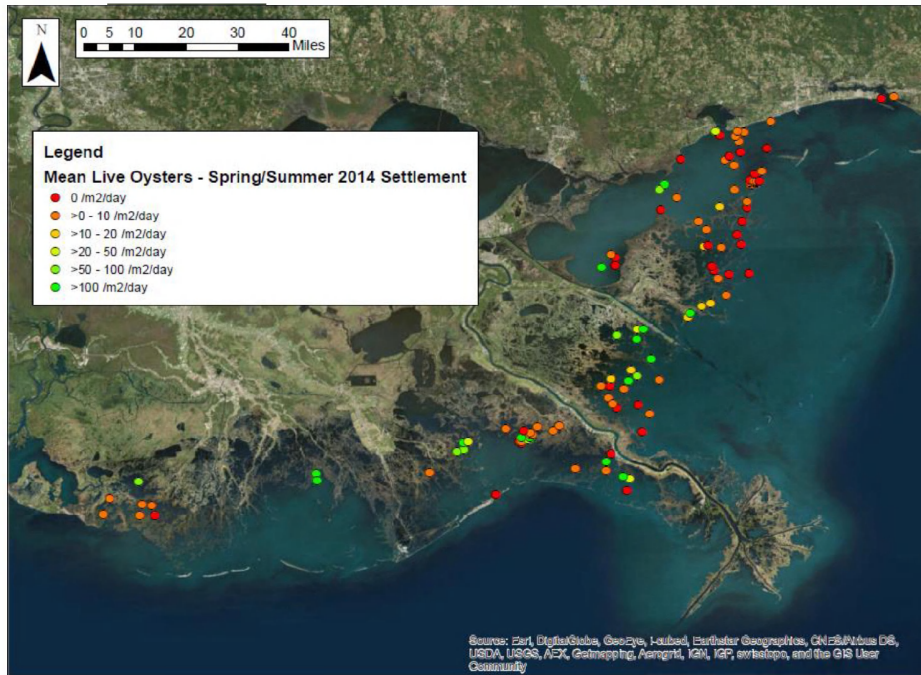 N
0 5 10 20 30 40
Miles
Legend
Mean Live Oysters - Spring/Summer 2014 Settlement
0 /m2/day
>0 - 10 /m2/day
>10 - 20 /m2/day
>20 - 50 /m2/day
>50 - 100 /m2/day
>100 /m2/day
Source: Esri, DigitalGlobe, GeoEye, i-cubed, Earthstar Geographics, CNES/Airbus DS,
USDA, USGS, AEX, Getmapping, Aerogrid, IGN, IGP, swisstopo, and the GIS User
Community